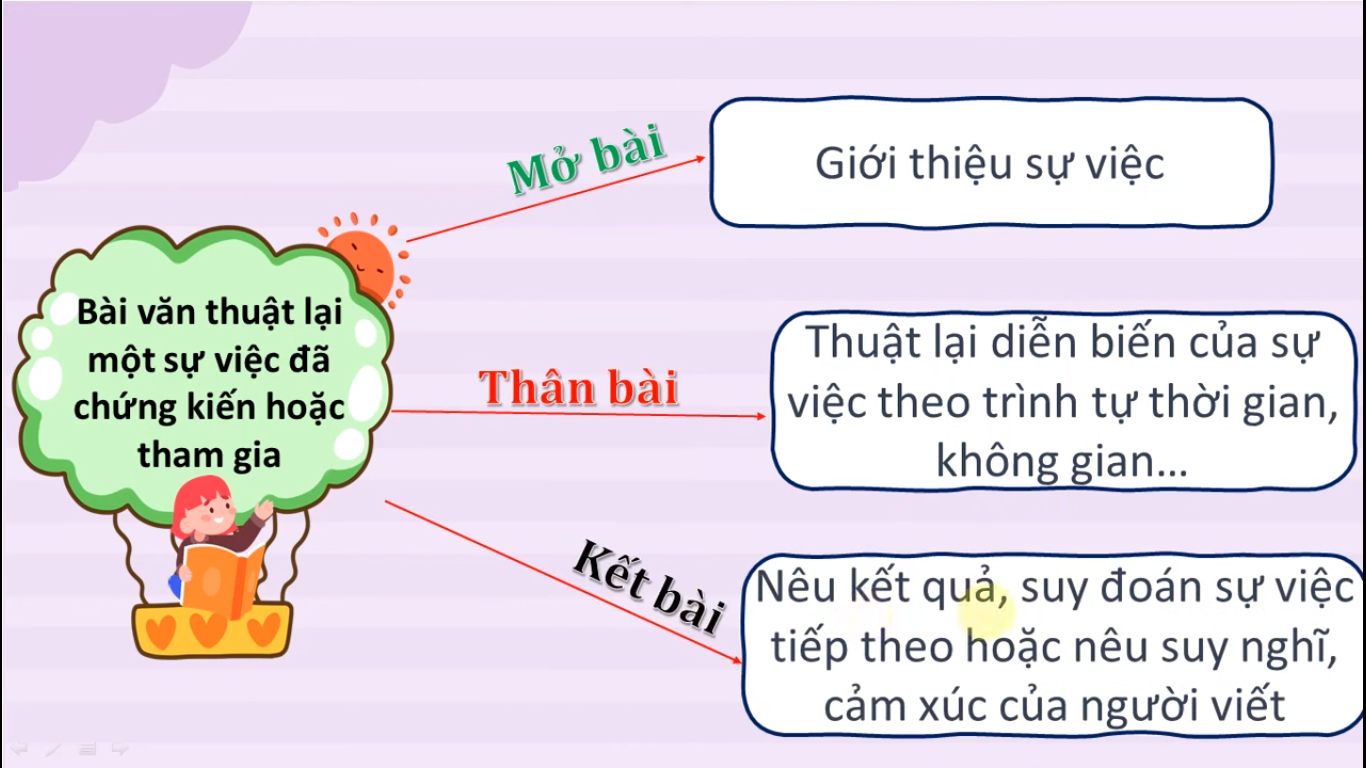 Bài văn thuật lại
một sự việc đã
chứng kiến hoặc
tham gia
Mở bài
Giới thiệu sự việc
Thân bài
Thuật lại diễn biến của sự
việc theo trình tự thời gian,
không gian...
Kết bài
Nêu kết quả, suy đoán sự việc
tiếp theo hoặc nêu suy nghĩ,
cảm xúc của người viết